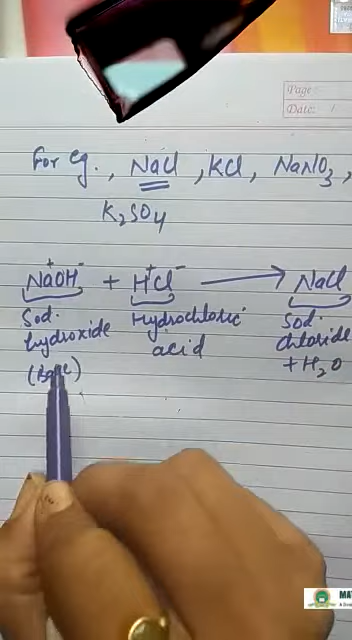 Page:
Date:
For eg., NaCl, KCl, NaNO3,
K2SO4
+ - + -
NaOH + HCl → NaCl
Sod. hydroxide Hydrochloric acid Sod. chloride
(Base) + H2O
MA